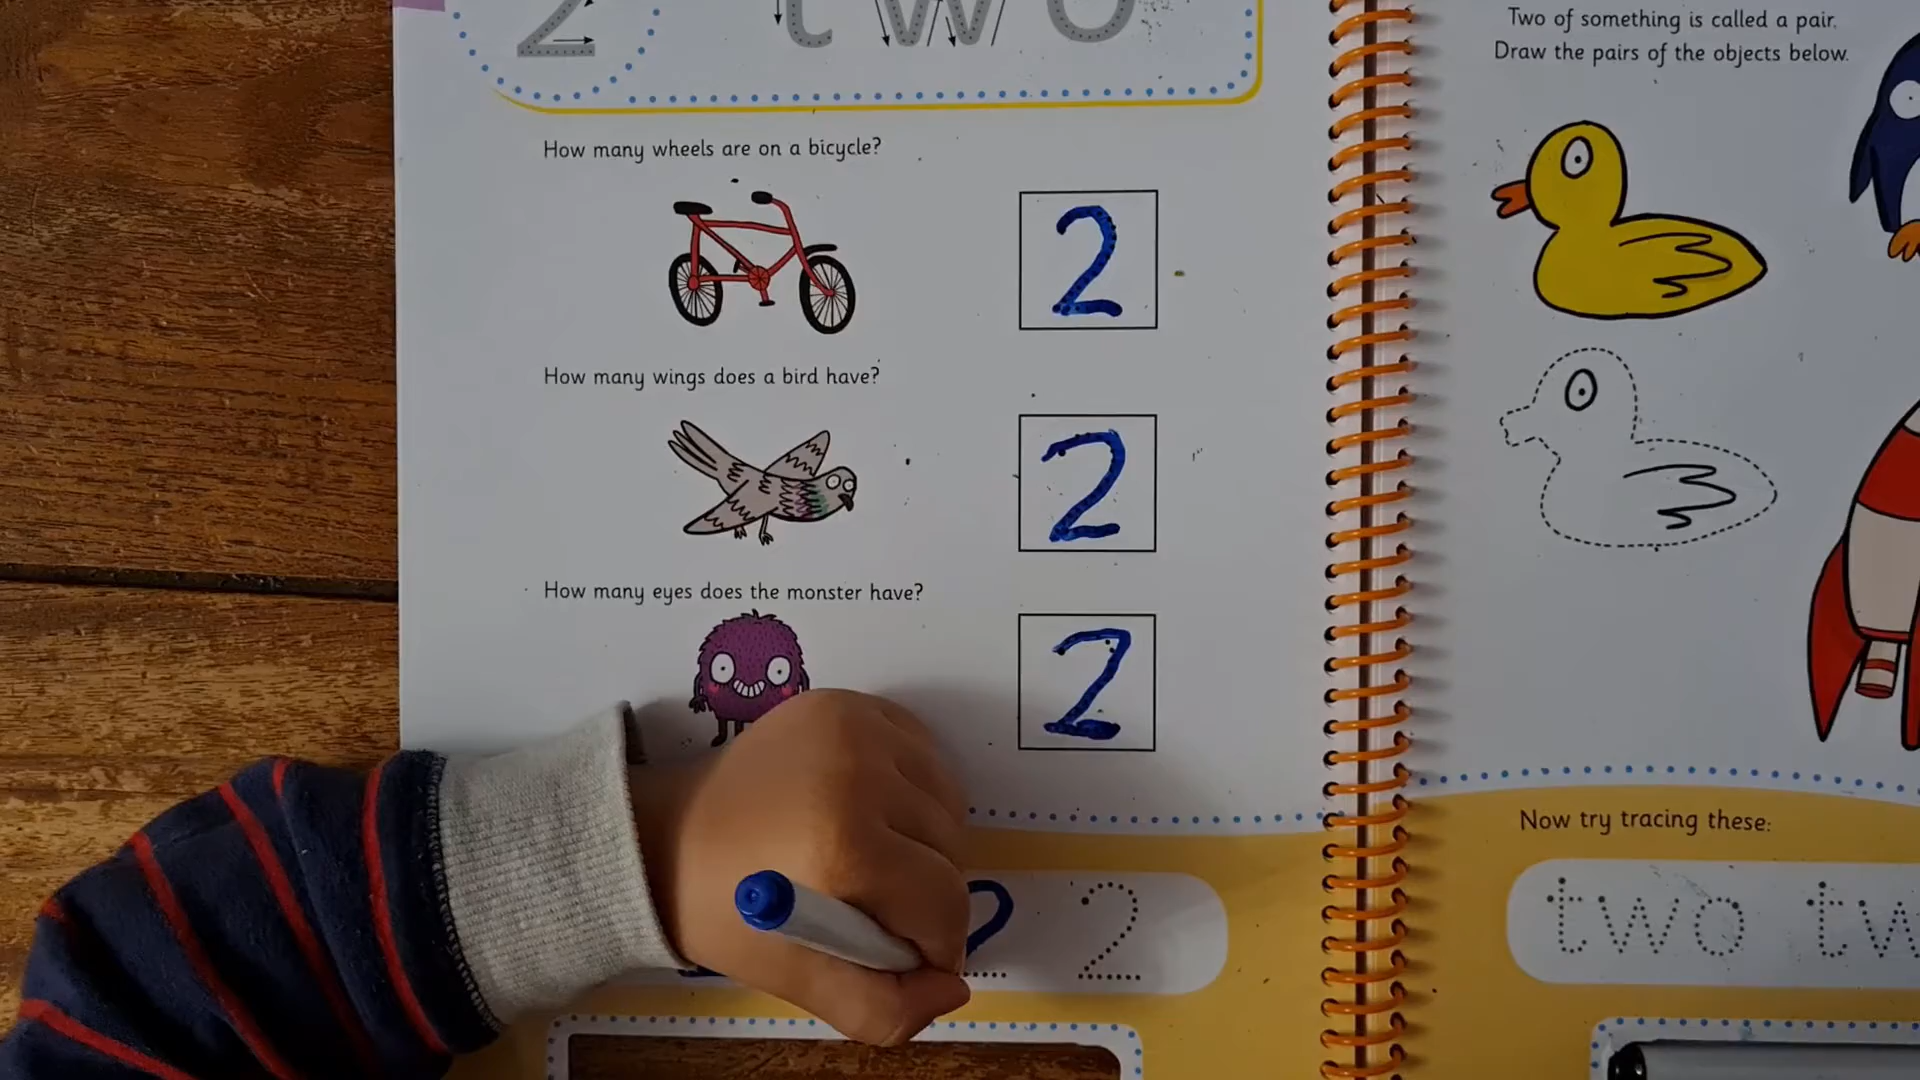 2 two
Two of something is called a pair.
Draw the pairs of the objects below.
How many wheels are on a bicycle?
2
How many wings does a bird have?
2
How many eyes does the monster have?
2
2 2
Now try tracing these:
two tw